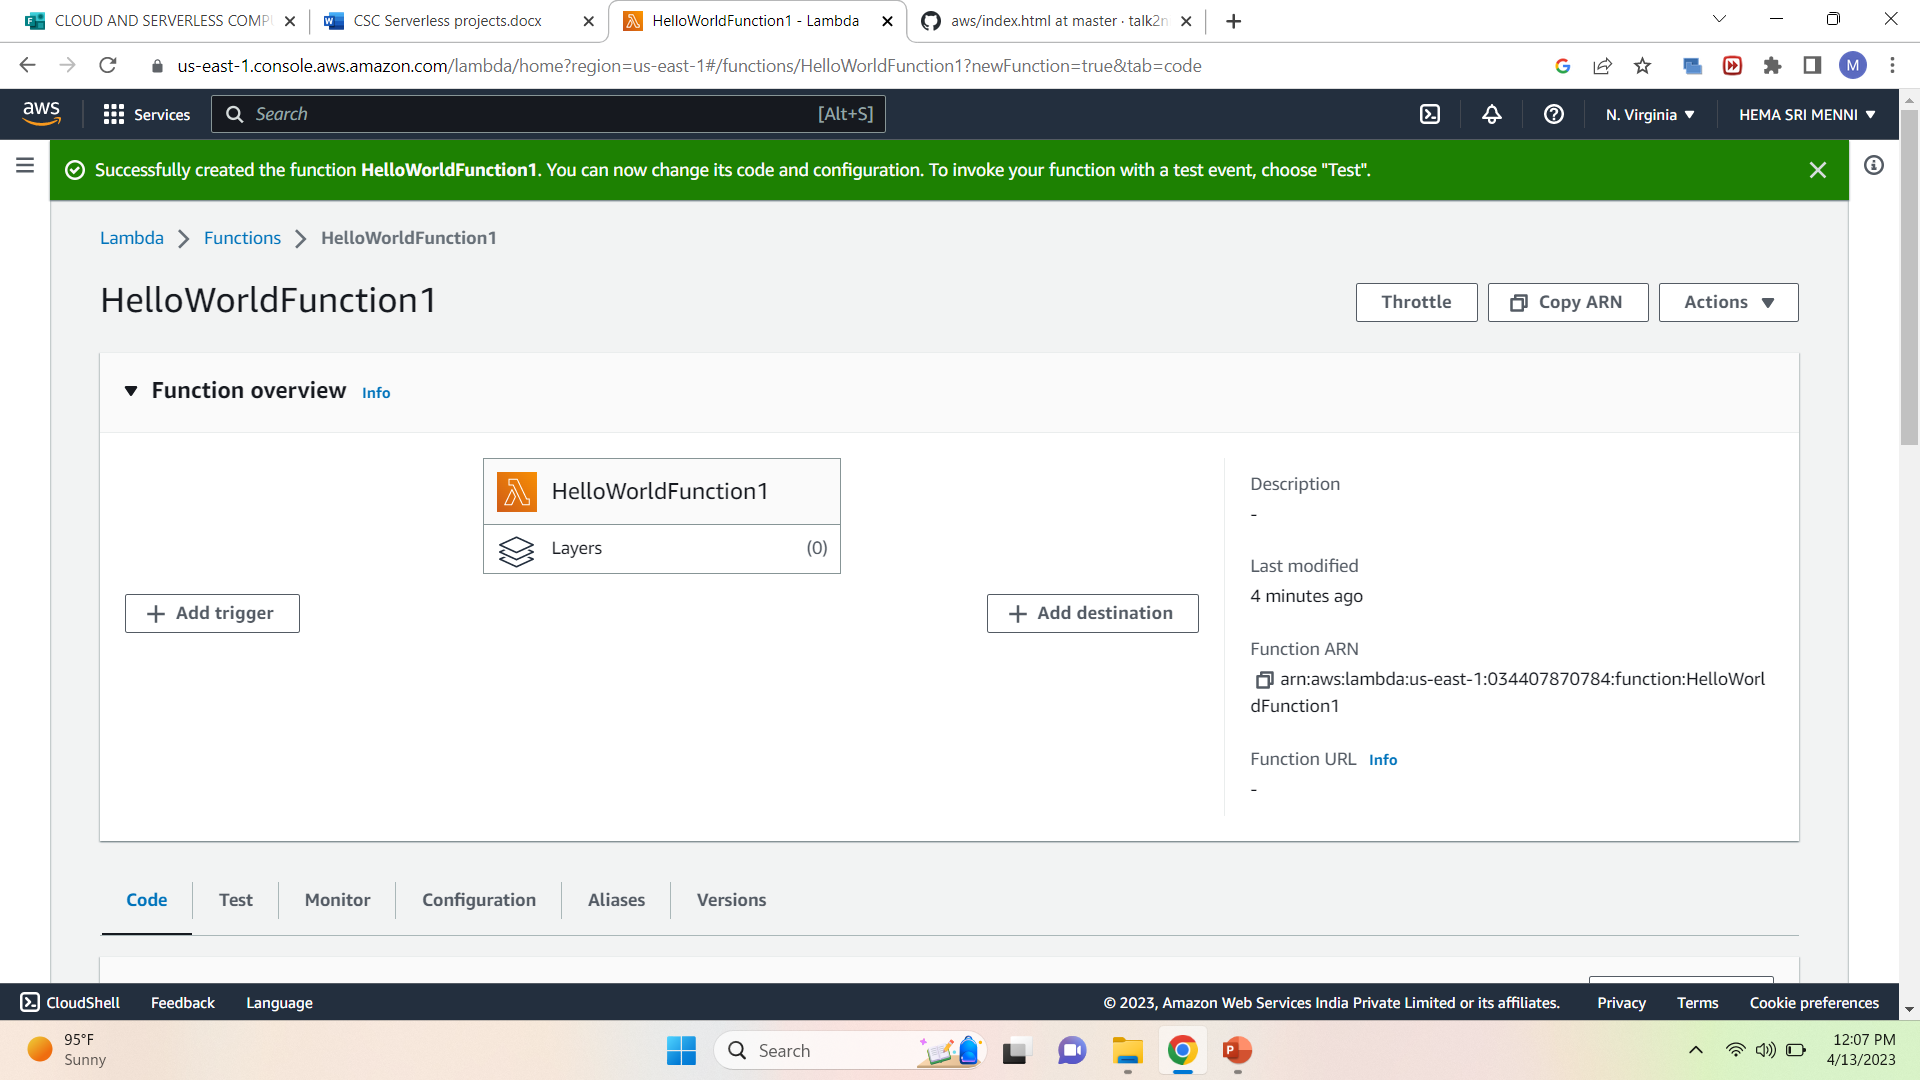 CLOUD AND SERVERLESS COMP
CSC Serverless projects.docx
HelloWorldFunction1 - Lambda
aws/index.html at master · talk2
us-east-1.console.aws.amazon.com/lambda/home?region=us-east-1#/functions/HelloWorldFunction1?newFunction=true&tab=code
M
aws
Services
Search
[Alt+S]
N. Virginia
HEMA SRI MENNI
Successfully created the function HelloWorldFunction1. You can now change its code and configuration. To invoke your function with a test event, choose "Test".
Lambda
Functions
HelloWorldFunction1
HelloWorldFunction1
Throttle
Copy ARN
Actions
Function overview
Info
HelloWorldFunction1
Layers
(0)
Add trigger
Add destination
Description
-
Last modified
4 minutes ago
Function ARN
arn:aws:lambda:us-east-1:034407870784:function:HelloWorl
dFunction1
Function URL
Info
-
Code
Test
Monitor
Configuration
Aliases
Versions
CloudShell
Feedback
Language
© 2023, Amazon Web Services India Private Limited or its affiliates.
Privacy
Terms
Cookie preferences
95°F
Sunny
Search
12:07 PM
4/13/2023